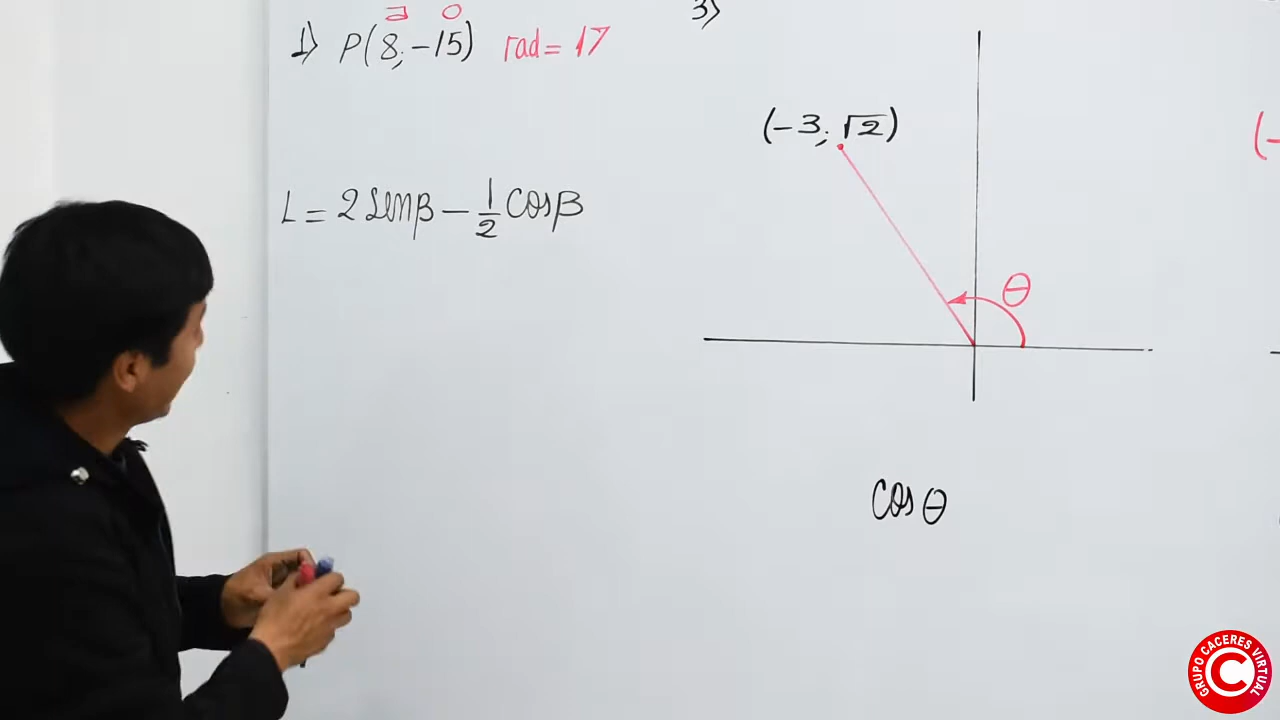 a o
1) P(8;-15) rad = 17
L = 2 Senβ - 1/2 Cosβ
3)
(-3; √2)
θ
Cos θ
(-
GRUPO CACERES VIRTUAL
C